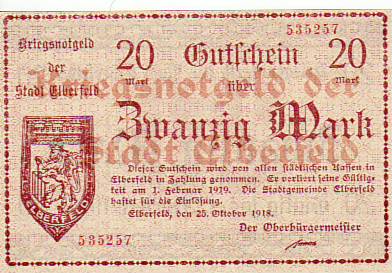 535257
Kriegsnotgeld
der
Stadt Elberfeld
20 Gutschein 20
Mark über Mark
Kriegsnotgeld der
Zwanzig Mark
Stadt Elberfeld
Dieser Gutschein wird von allen städtischen Kassen in
Elberfeld in Zahlung genommen. Er verliert seine Gültig-
keit am 1. Februar 1919. Die Stadtgemeinde Elberfeld
haftet für die Einlösung.
ELBERFELD
Elberfeld, den 25. Oktober 1918.
535257
Der Oberbürgermeister